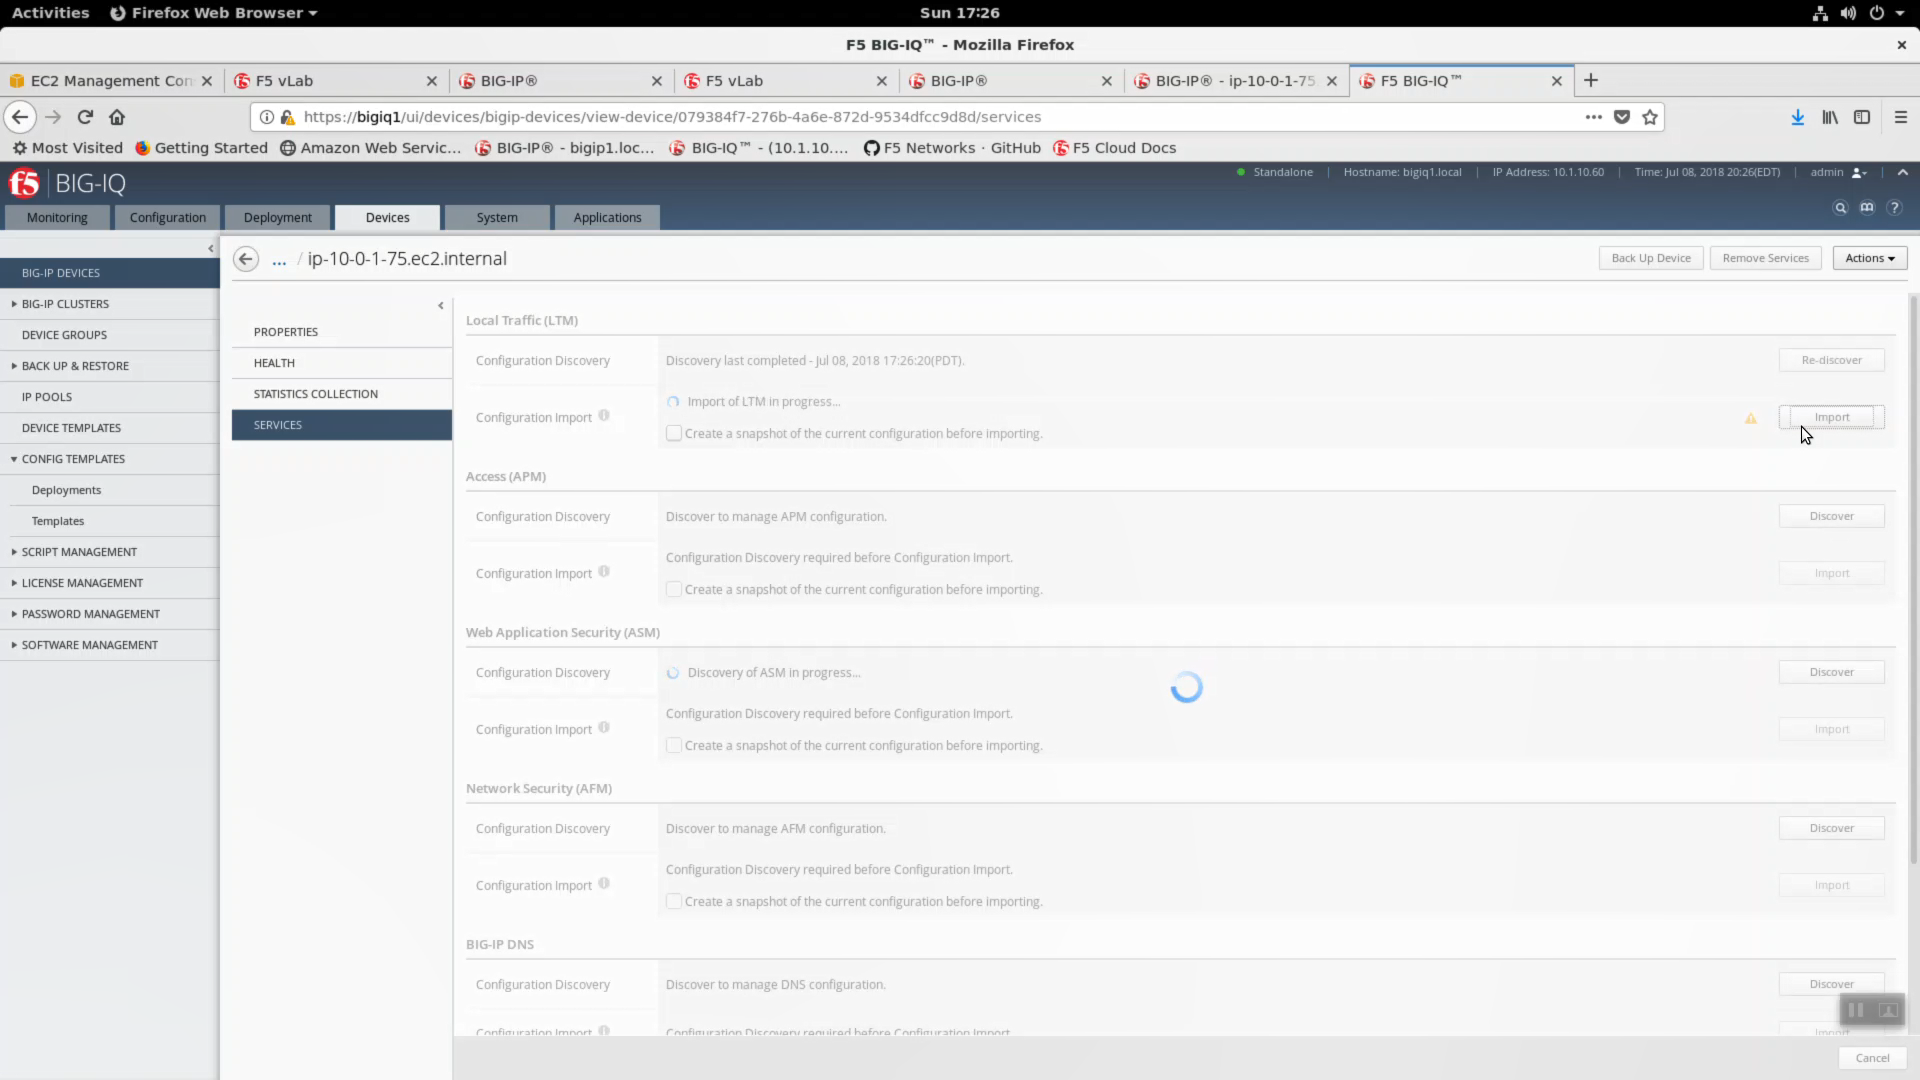 Activities Firefox Web Browser Sun 17:26
F5 BIG-IQ™ - Mozilla Firefox
EC2 Management Con F5 vLab BIG-IP® F5 vLab BIG-IP® BIG-IP® - ip-10-0-1-75 F5 BIG-IQ™
https://bigiq1/ui/devices/bigip-devices/view-device/079384f7-276b-4a6e-872d-9534dfcc9d8d/services
Most Visited Getting Started Amazon Web Servic... BIG-IP® - bigip1.loc... BIG-IQ™ - (10.1.10.... F5 Networks · GitHub F5 Cloud Docs
f5 BIG-IQ Standalone Hostname: bigiq1.local IP Address: 10.1.10.60 Time: Jul 08, 2018 20:26(EDT) admin
Monitoring Configuration Deployment Devices System Applications
... / ip-10-0-1-75.ec2.internal Back Up Device Remove Services Actions
BIG-IP DEVICES
BIG-IP CLUSTERS
DEVICE GROUPS
BACK UP & RESTORE
IP POOLS
DEVICE TEMPLATES
CONFIG TEMPLATES
Deployments
Templates
SCRIPT MANAGEMENT
LICENSE MANAGEMENT
PASSWORD MANAGEMENT
SOFTWARE MANAGEMENT
PROPERTIES
HEALTH
STATISTICS COLLECTION
SERVICES
Local Traffic (LTM)
Configuration Discovery Discovery last completed - Jul 08, 2018 17:26:20(PDT). Re-discover
Import of LTM in progress...
Configuration Import Import
Create a snapshot of the current configuration before importing.
Access (APM)
Configuration Discovery Discover to manage APM configuration. Discover
Configuration Discovery required before Configuration Import.
Configuration Import Import
Create a snapshot of the current configuration before importing.
Web Application Security (ASM)
Configuration Discovery Discovery of ASM in progress... Discover
Configuration Discovery required before Configuration Import.
Configuration Import Import
Create a snapshot of the current configuration before importing.
Network Security (AFM)
Configuration Discovery Discover to manage AFM configuration. Discover
Configuration Discovery required before Configuration Import.
Configuration Import Import
Create a snapshot of the current configuration before importing.
BIG-IP DNS
Configuration Discovery Discover to manage DNS configuration. Discover
Configuration Import Configuration Discovery required before Configuration Import. Import
Cancel